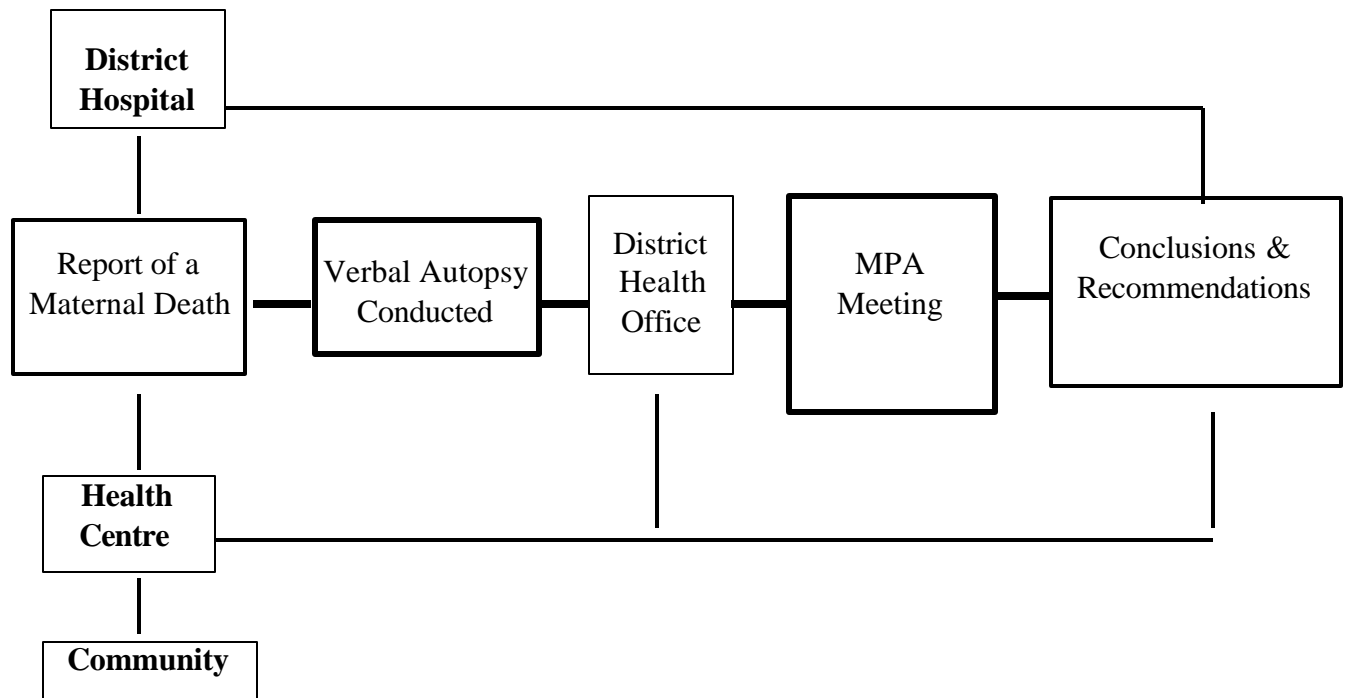 District
Hospital
Report of a
Maternal Death
Verbal Autopsy
Conducted
District
Health
Office
MPA
Meeting
Conclusions &
Recommendations
Health
Centre
Community